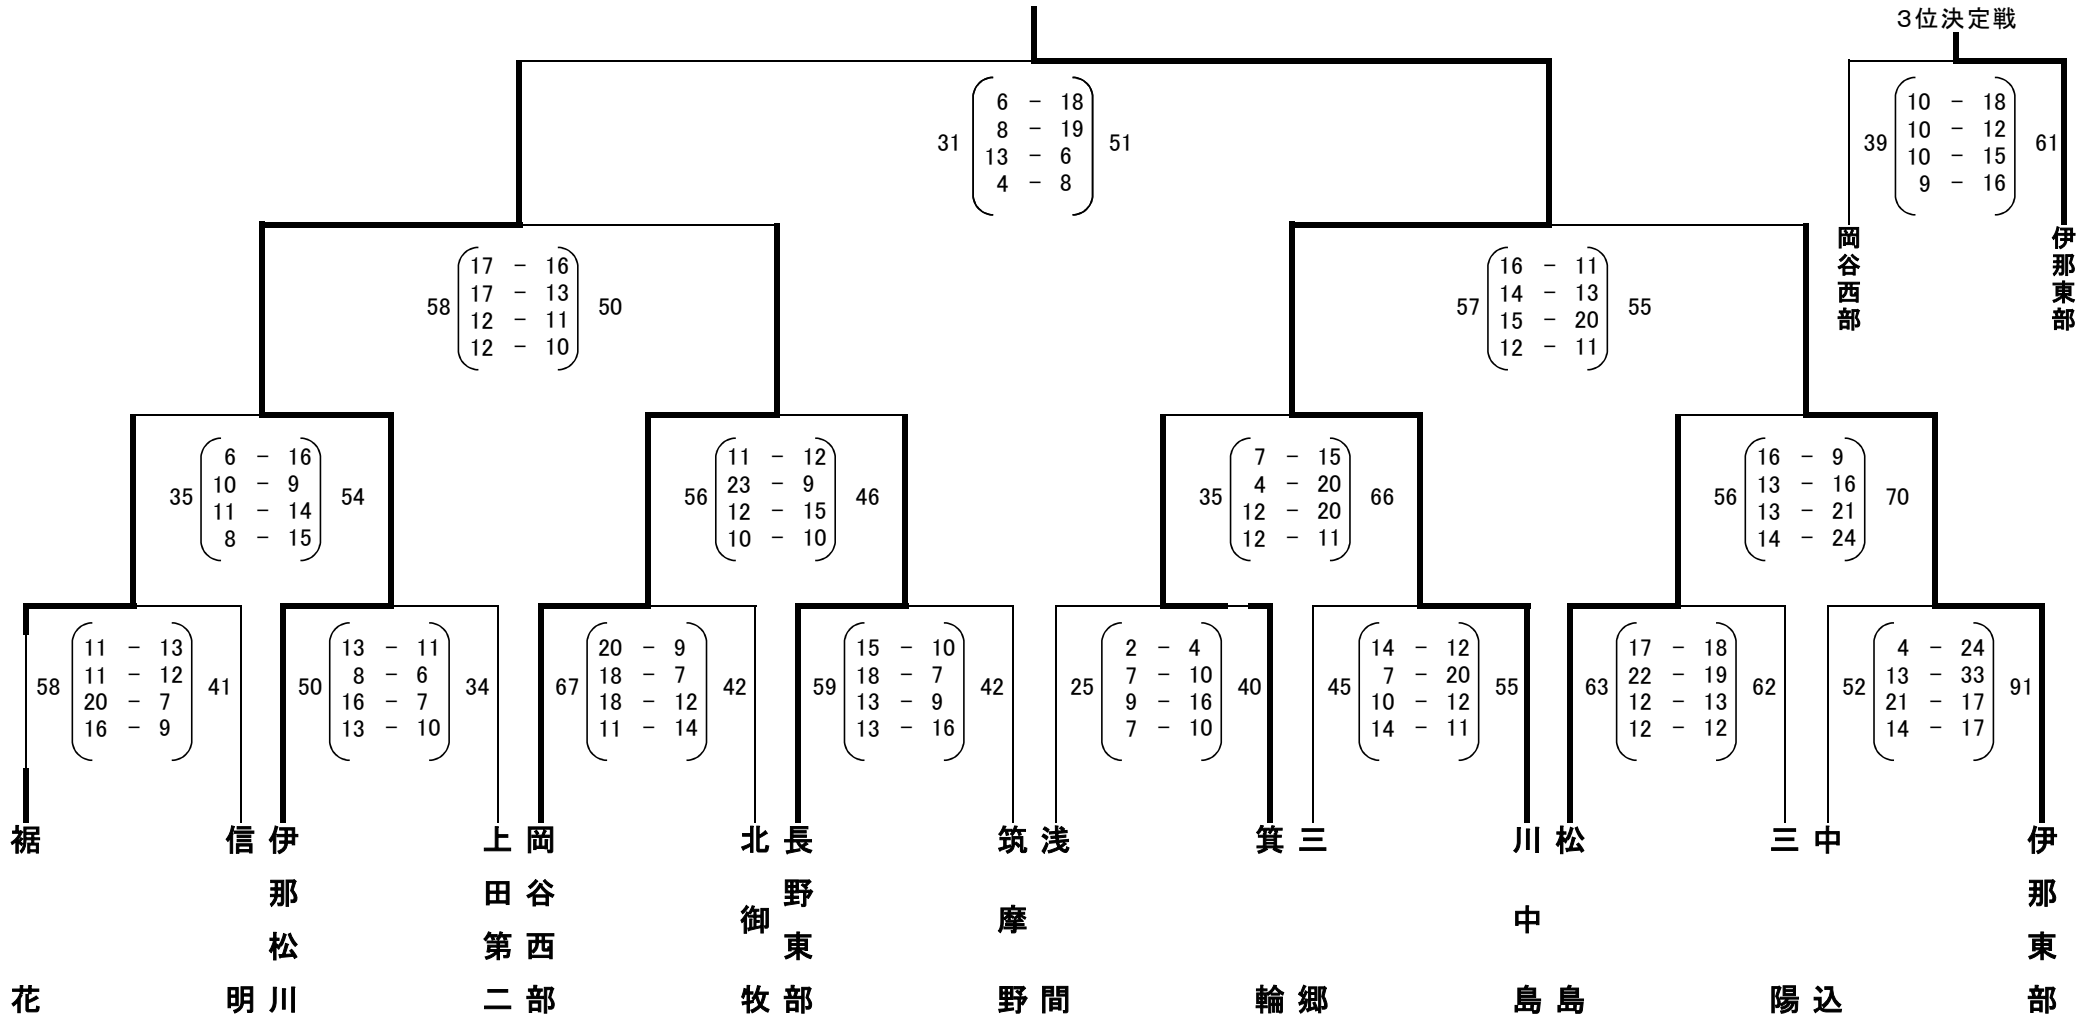 3位決定戦
6 - 18
8 - 19
13 - 6
4 - 8
31
51
10 - 18
10 - 12
10 - 15
9 - 16
39
61
岡谷西部
伊那東部
17 - 16
17 - 13
12 - 11
12 - 10
58
50
16 - 11
14 - 13
15 - 20
12 - 11
57
55
6 - 16
10 - 9
11 - 14
8 - 15
35
54
11 - 12
23 - 9
12 - 15
10 - 10
56
46
7 - 15
4 - 20
12 - 20
12 - 11
35
66
16 - 9
13 - 16
13 - 21
14 - 24
56
70
11 - 13
11 - 12
20 - 7
16 - 9
58
41
13 - 11
8 - 6
16 - 7
13 - 10
50
34
20 - 9
18 - 7
18 - 12
11 - 14
67
42
15 - 10
18 - 7
13 - 9
13 - 16
59
42
2 - 4
7 - 10
9 - 16
7 - 10
25
40
14 - 12
7 - 20
10 - 12
14 - 11
45
55
17 - 18
22 - 19
12 - 13
12 - 12
63
62
4 - 24
13 - 33
21 - 17
14 - 17
52
91
裾花
信明
伊那松川
上田第二
岡谷西部
北御牧
長野東部
筑摩野
浅間
箕輪
三郷
川中島
松島
三陽
中込
伊那東部